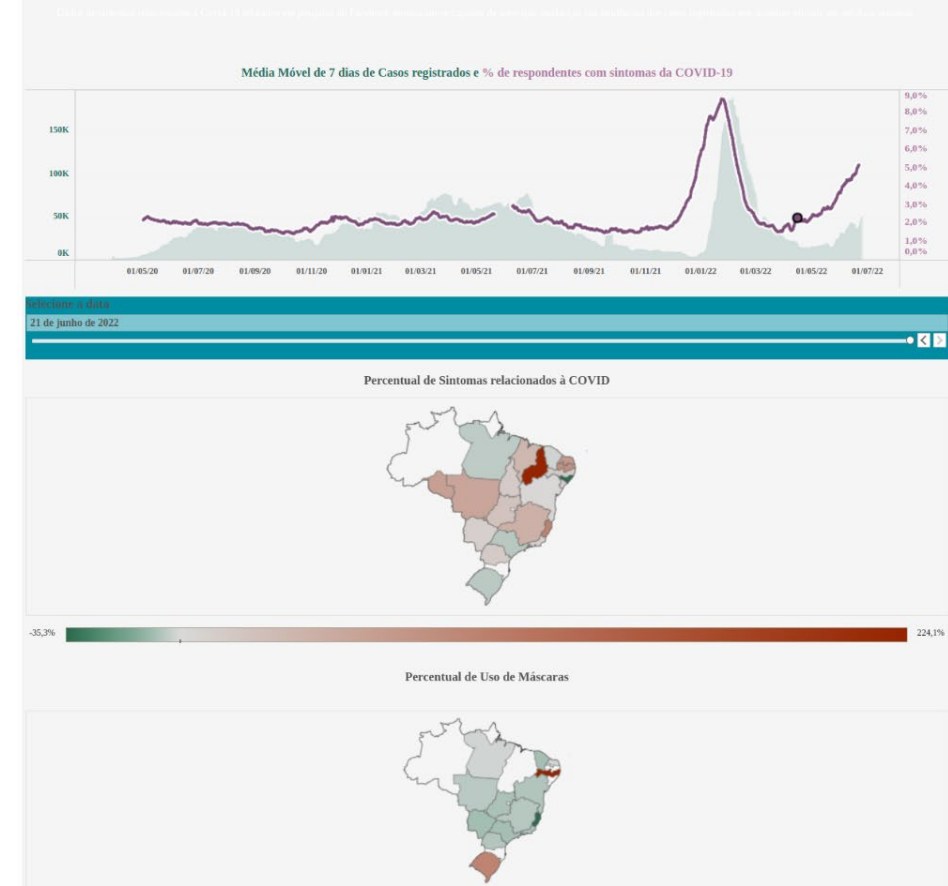 Média Móvel de 7 dias de Casos registrados e % de respondentes com sintomas da COVID-19
9,0%
8,0%
150K
7,0%
6,0%
100K
5,0%
4,0%
50K
3,0%
2,0%
0K
1,0%
0,0%
01/05/20 01/07/20 01/09/20 01/11/20 01/01/21 01/03/21 01/05/21 01/07/21 01/09/21 01/11/21 01/01/22 01/03/22 01/05/22 01/07/22
Selecione a data
21 de junho de 2022
Percentual de Sintomas relacionados à COVID
-35,3% 224,1%
Percentual de Uso de Máscaras